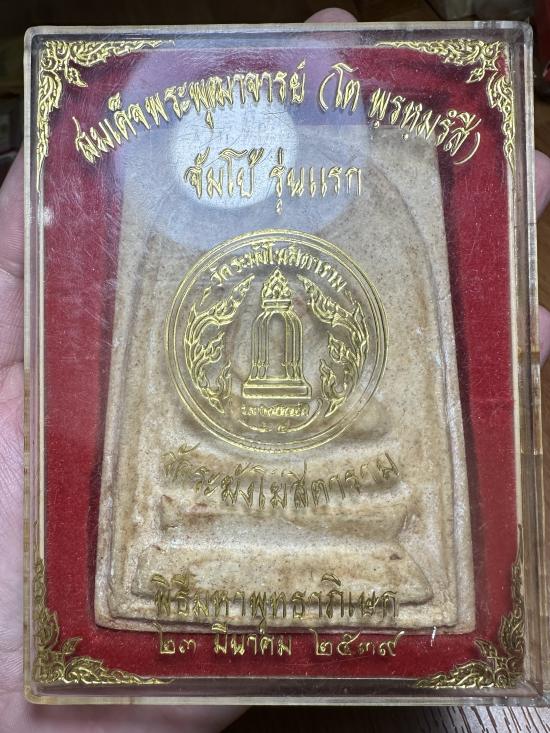 สมเด็จพระพุฒาจารย์ (โต พฺรหฺมรํสี)
จัมโบ้ รุ่นแรก
วัดระฆังโฆสิตาราม
วัดระฆังโฆสิตาราม
พิธีมหาพุทธาภิเษก
๒๓ มีนาคม ๒๕๓๙